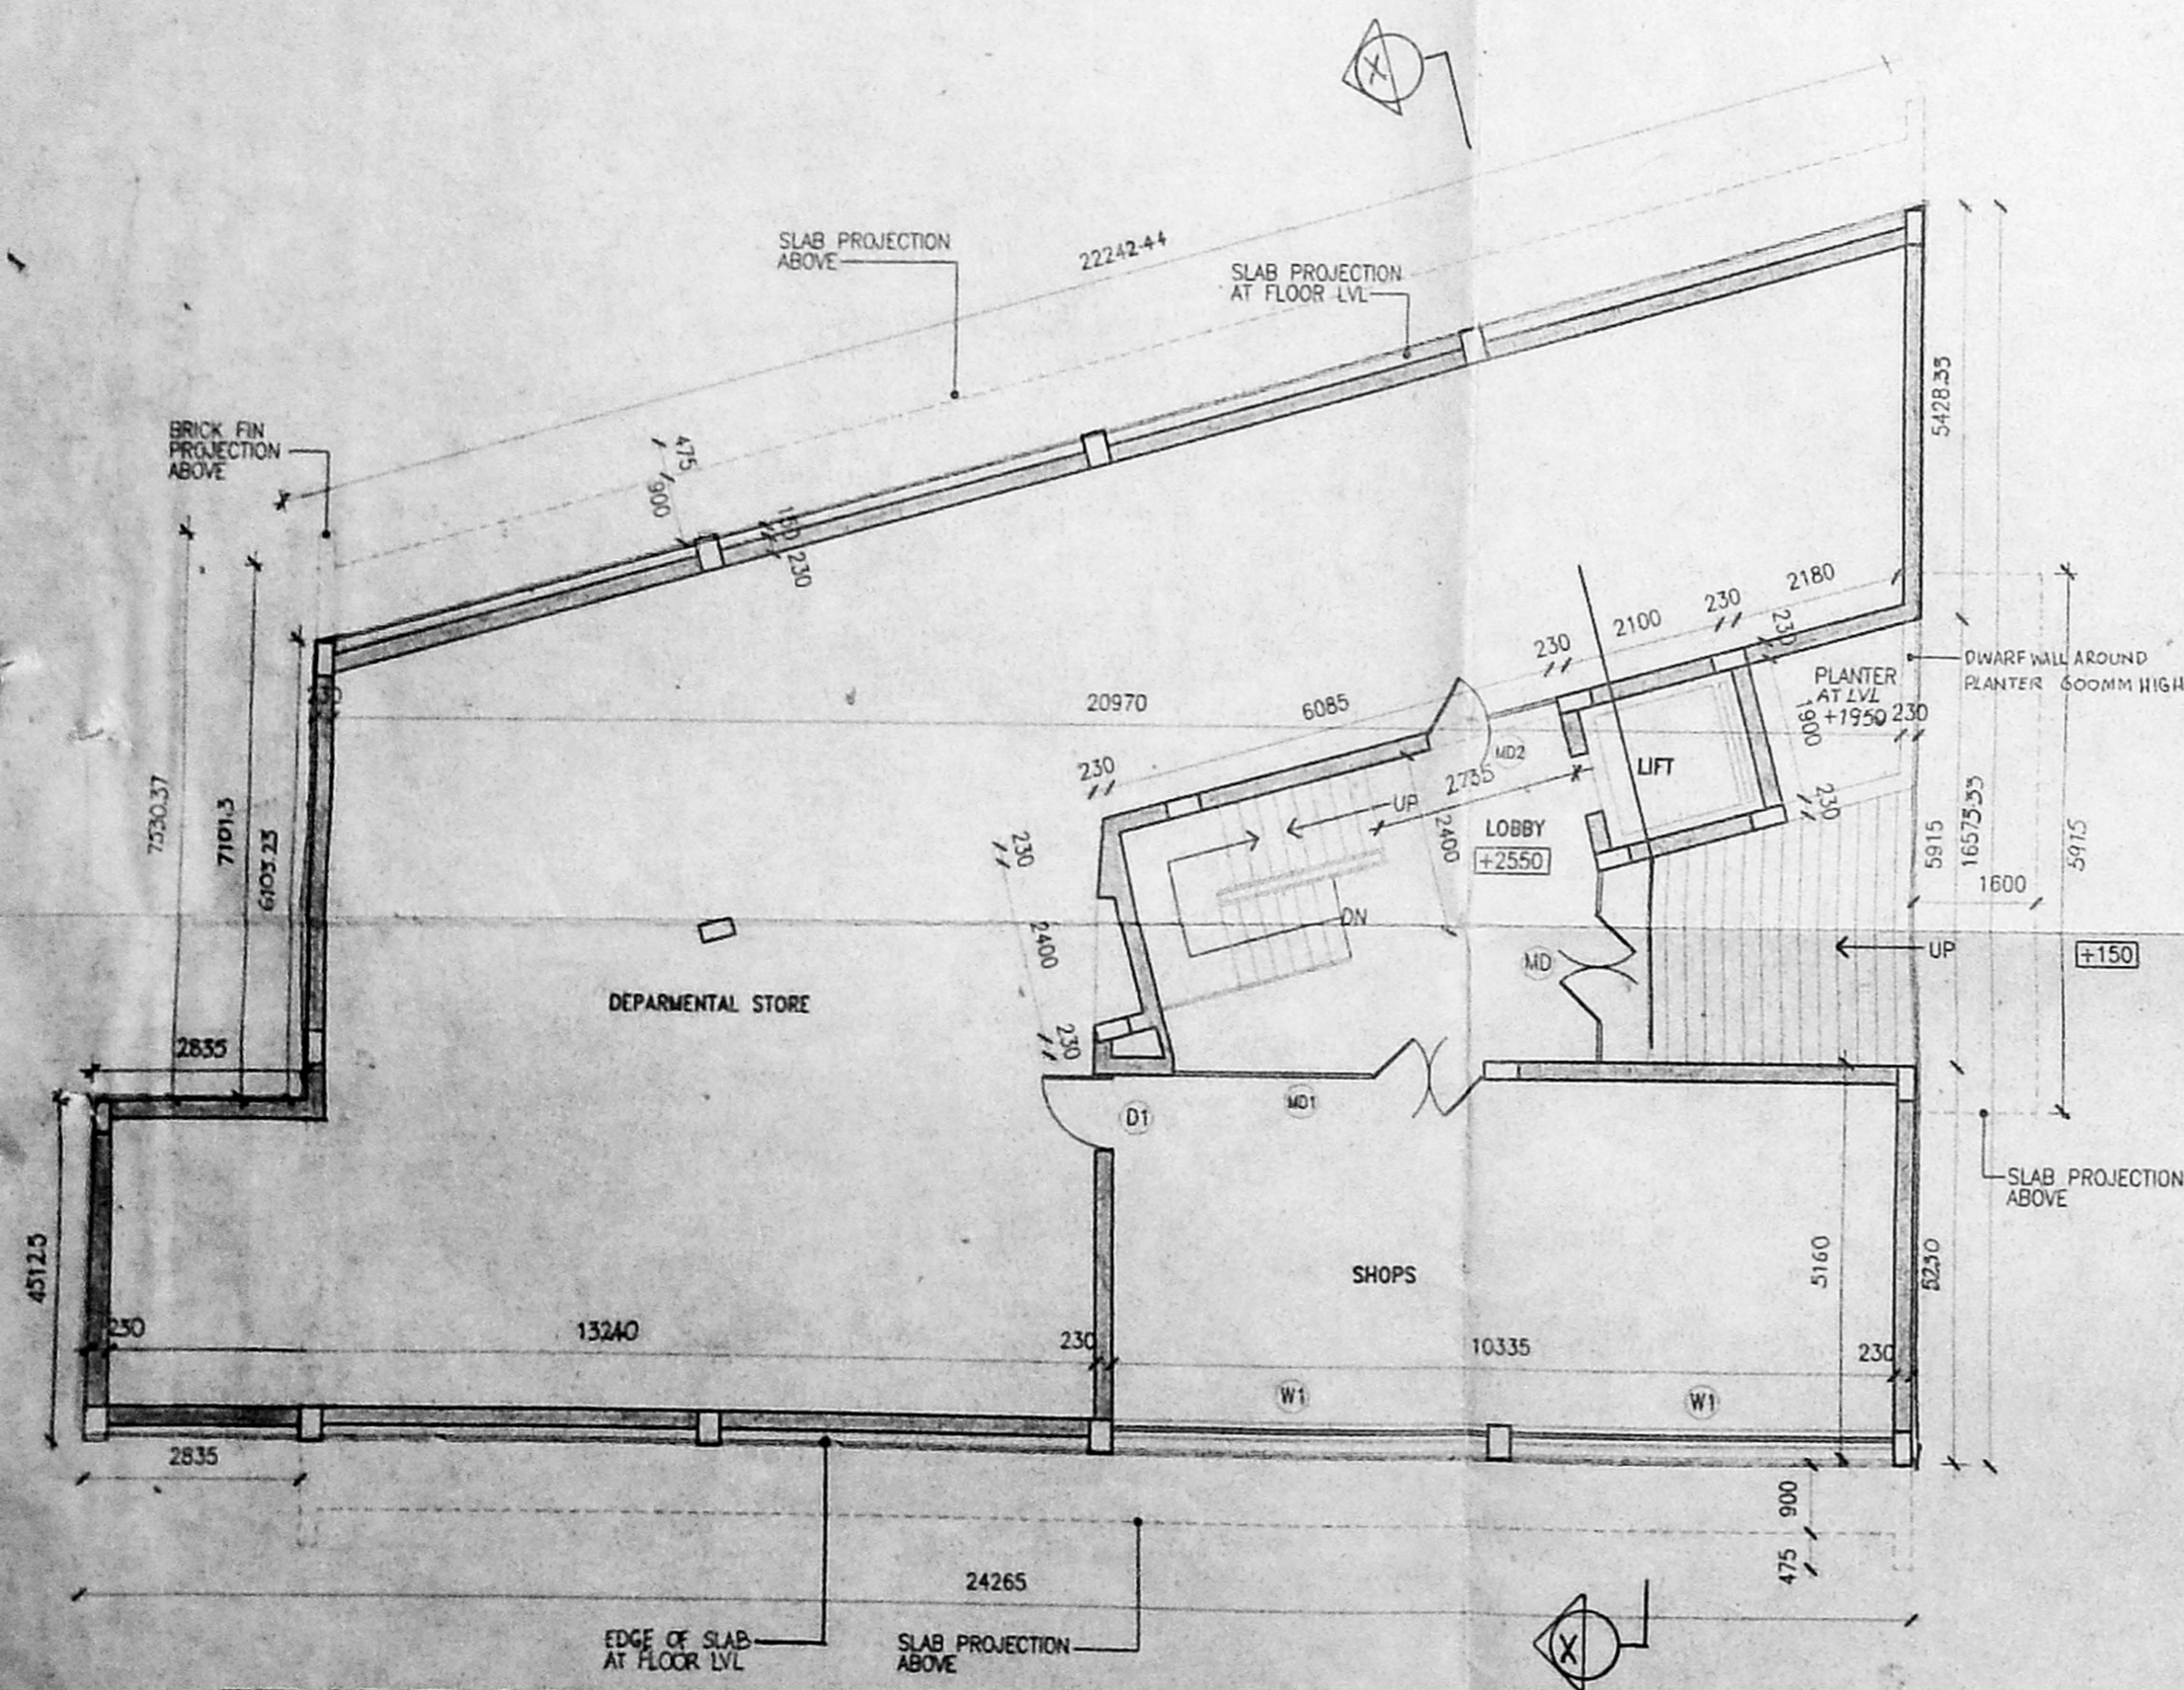 X
SLAB PROJECTION
ABOVE
22242.44
SLAB PROJECTION
AT FLOOR LVL
BRICK FIN
PROJECTION
ABOVE
475
900
150
230
5428.35
2180
230
2100
230
230
DWARF WALL AROUND
PLANTER 600MM HIGH
PLANTER
AT LVL
+1950
230
1900
230
20970
6085
230
MD2
2735
LIFT
UP
LOBBY
+2550
2400
7530.37
7101.3
6103.23
230
2400
230
DN
MD
5915
16573.35
5915
1600
UP
+150
DEPARMENTAL STORE
2835
D1
MD1
SLAB PROJECTION
ABOVE
4512.5
SHOPS
5160
5230
230
13240
230
10335
230
W1
W1
2835
900
475
24265
EDGE OF SLAB
AT FLOOR LVL
SLAB PROJECTION
ABOVE
X